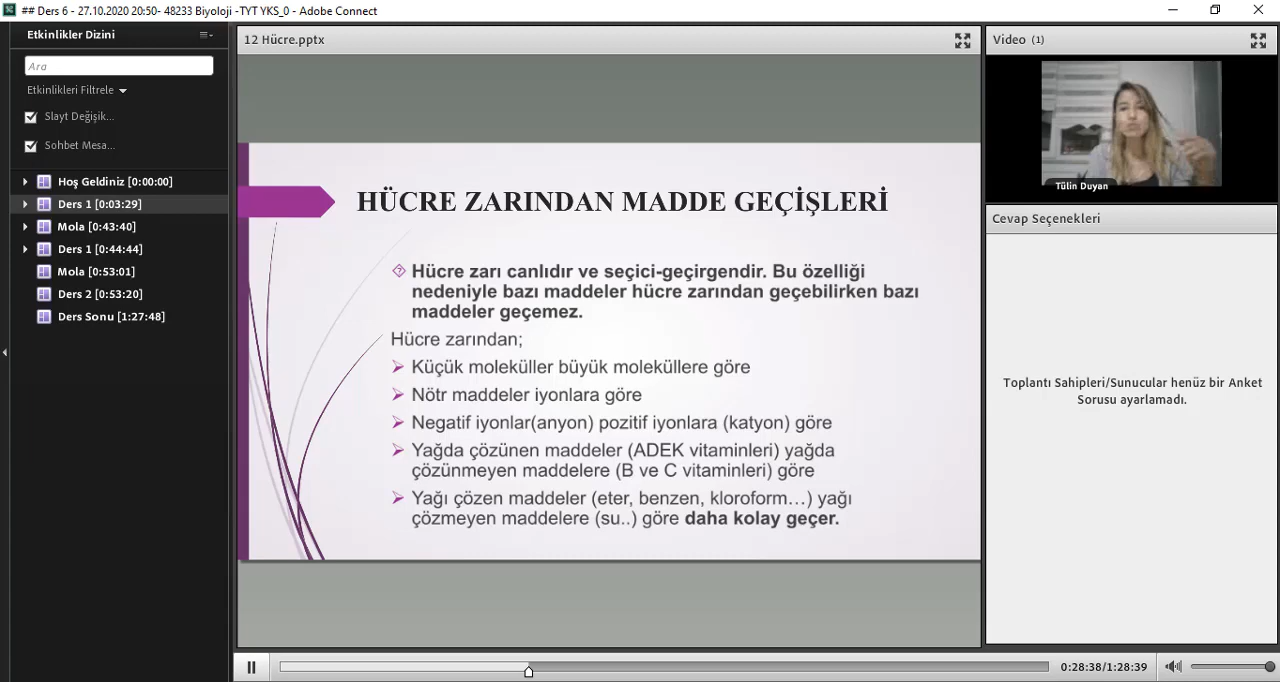 ## Ders 6 - 27.10.2020 20:50- 48233 Biyoloji -TYT YKS_0 - Adobe Connect
Etkinlikler Dizini
Ara
Etkinlikleri Filtrele
Slayt Değişik...
Sohbet Mesa...
Hoş Geldiniz [0:00:00]
Ders 1 [0:03:29]
Mola [0:43:40]
Ders 1 [0:44:44]
Mola [0:53:01]
Ders 2 [0:53:20]
Ders Sonu [1:27:48]
12 Hücre.pptx
HÜCRE ZARINDAN MADDE GEÇİŞLERİ
Hücre zarı canlıdır ve seçici-geçirgendir. Bu özelliği
nedeniyle bazı maddeler hücre zarından geçebilirken bazı
maddeler geçemez.
Hücre zarından;
Küçük moleküller büyük moleküllere göre
Nötr maddeler iyonlara göre
Negatif iyonlar(anyon) pozitif iyonlara (katyon) göre
Yağda çözünen maddeler (ADEK vitaminleri) yağda
çözünmeyen maddelere (B ve C vitaminleri) göre
Yağı çözen maddeler (eter, benzen, kloroform…) yağı
çözmeyen maddelere (su..) göre daha kolay geçer.
0:28:38/1:28:39
Video (1)
Tülin Duyan
Cevap Seçenekleri
Toplantı Sahipleri/Sunucular henüz bir Anket
Sorusu ayarlamadı.